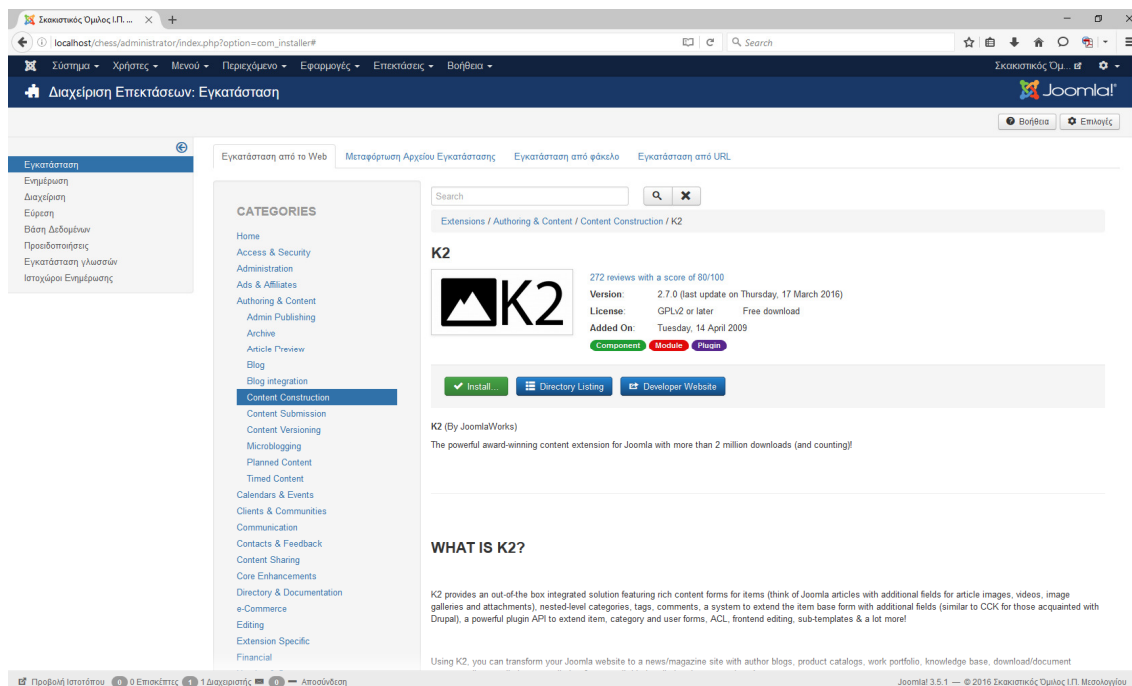 Σκακιστικός Όμιλος Ι.Π. ...
localhost/chess/administrator/index.php?option=com_installer#
Search
Σύστημα Χρήστες Μενού Περιεχόμενο Εφαρμογές Επεκτάσεις Βοήθεια Σκακιστικός Όμ...
Διαχείριση Επεκτάσεων: Εγκατάσταση Joomla!
Βοήθεια Επιλογές
Εγκατάσταση
Ενημέρωση
Διαχείριση
Εύρεση
Βάση Δεδομένων
Προειδοποιήσεις
Εγκατάσταση γλωσσών
Ιστοχώροι Ενημέρωσης
Εγκατάσταση από το Web Μεταφόρτωση Αρχείου Εγκατάστασης Εγκατάσταση από φάκελο Εγκατάσταση από URL
CATEGORIES
Home
Access & Security
Administration
Ads & Affiliates
Authoring & Content
Admin Publishing
Archive
Article Preview
Blog
Blog integration
Content Construction
Content Submission
Content Versioning
Microblogging
Planned Content
Timed Content
Calendars & Events
Clients & Communities
Communication
Contacts & Feedback
Content Sharing
Core Enhancements
Directory & Documentation
e-Commerce
Editing
Extension Specific
Financial
Search
Extensions / Authoring & Content / Content Construction / K2
K2
K2
272 reviews with a score of 80/100
Version: 2.7.0 (last update on Thursday, 17 March 2016)
License: GPLv2 or later Free download
Added On: Tuesday, 14 April 2009
Component Module Plugin
Install... Directory Listing Developer Website
K2 (By JoomlaWorks)
The powerful award-winning content extension for Joomla with more than 2 million downloads (and counting)!
WHAT IS K2?
K2 provides an out-of-the box integrated solution featuring rich content forms for items (think of Joomla articles with additional fields for article images, videos, image
galleries and attachments), nested-level categories, tags, comments, a system to extend the item base form with additional fields (similar to CCK for those acquainted with
Drupal), a powerful plugin API to extend item, category and user forms, ACL, frontend editing, sub-templates & a lot more!
Using K2, you can transform your Joomla website to a news/magazine site with author blogs, product catalogs, work portfolio, knowledge base, download/document
Προβολή Ιστοτόπου 0 0 Επισκέπτες 1 1 Διαχειριστής 0 Αποσύνδεση Joomla! 3.5.1 — © 2016 Σκακιστικός Όμιλος Ι.Π. Μεσολογγίου